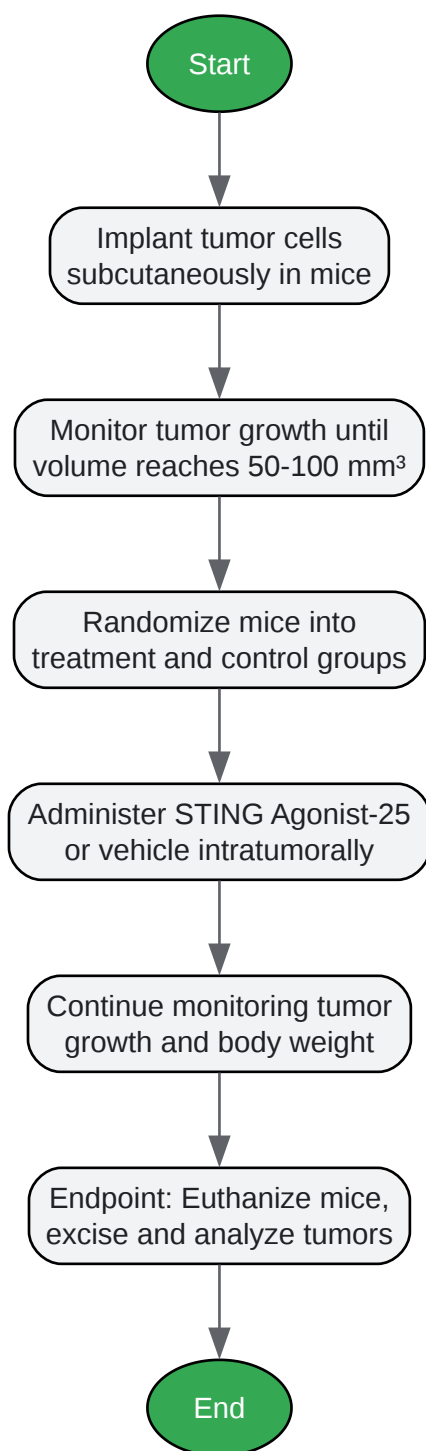 Start
Implant tumor cells
subcutaneously in mice
Monitor tumor growth until
volume reaches 50-100 mm³
Randomize mice into
treatment and control groups
Administer STING Agonist-25
or vehicle intratumorally
Continue monitoring tumor
growth and body weight
Endpoint: Euthanize mice,
excise and analyze tumors
End